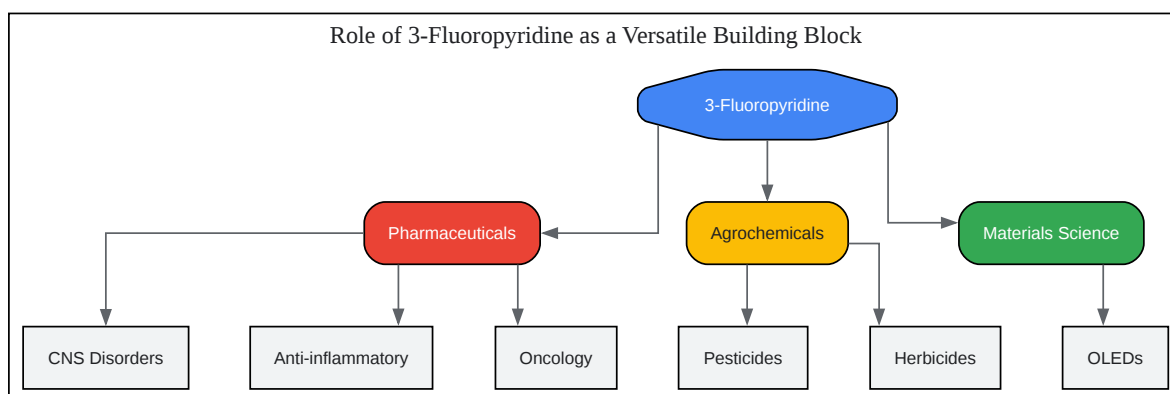 Role of 3-Fluoropyridine as a Versatile Building Block
3-Fluoropyridine
Pharmaceuticals
Agrochemicals
Materials Science
CNS Disorders
Anti-inflammatory
Oncology
Pesticides
Herbicides
OLEDs